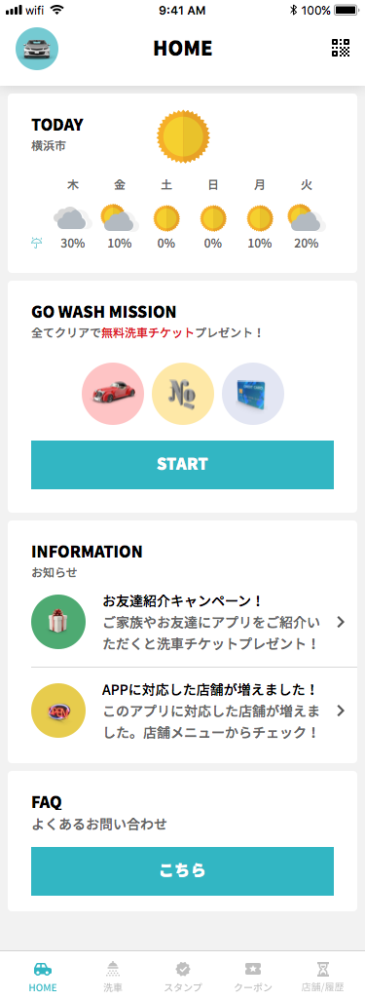 wifi 9:41 AM 100%
HOME
TODAY
横浜市
木 金 土 日 月 火
30% 10% 0% 0% 10% 20%
GO WASH MISSION
全てクリアで無料洗車チケットプレゼント！
No
START
INFORMATION
お知らせ
お友達紹介キャンペーン！
ご家族やお友達にアプリをご紹介い
ただくと洗車チケットプレゼント！
OPEN
APPに対応した店舗が増えました！
このアプリに対応した店舗が増えま
した。店舗メニューからチェック！
FAQ
よくあるお問い合わせ
こちら
HOME 洗車 スタンプ クーポン 店舗/履歴